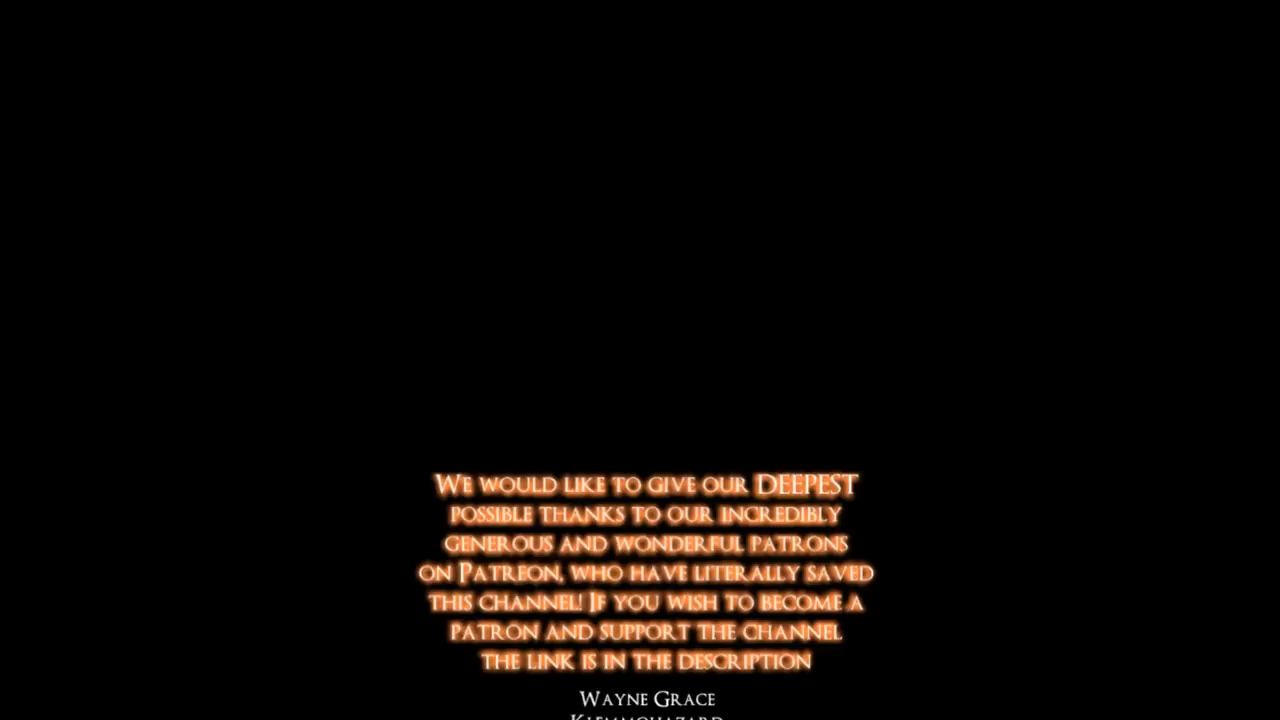 We would like to give our DEEPEST
possible thanks to our incredibly
generous and wonderful patrons
on Patreon, who have literally saved
this channel! If you wish to become a
patron and support the channel
the link is in the description
Wayne Grace